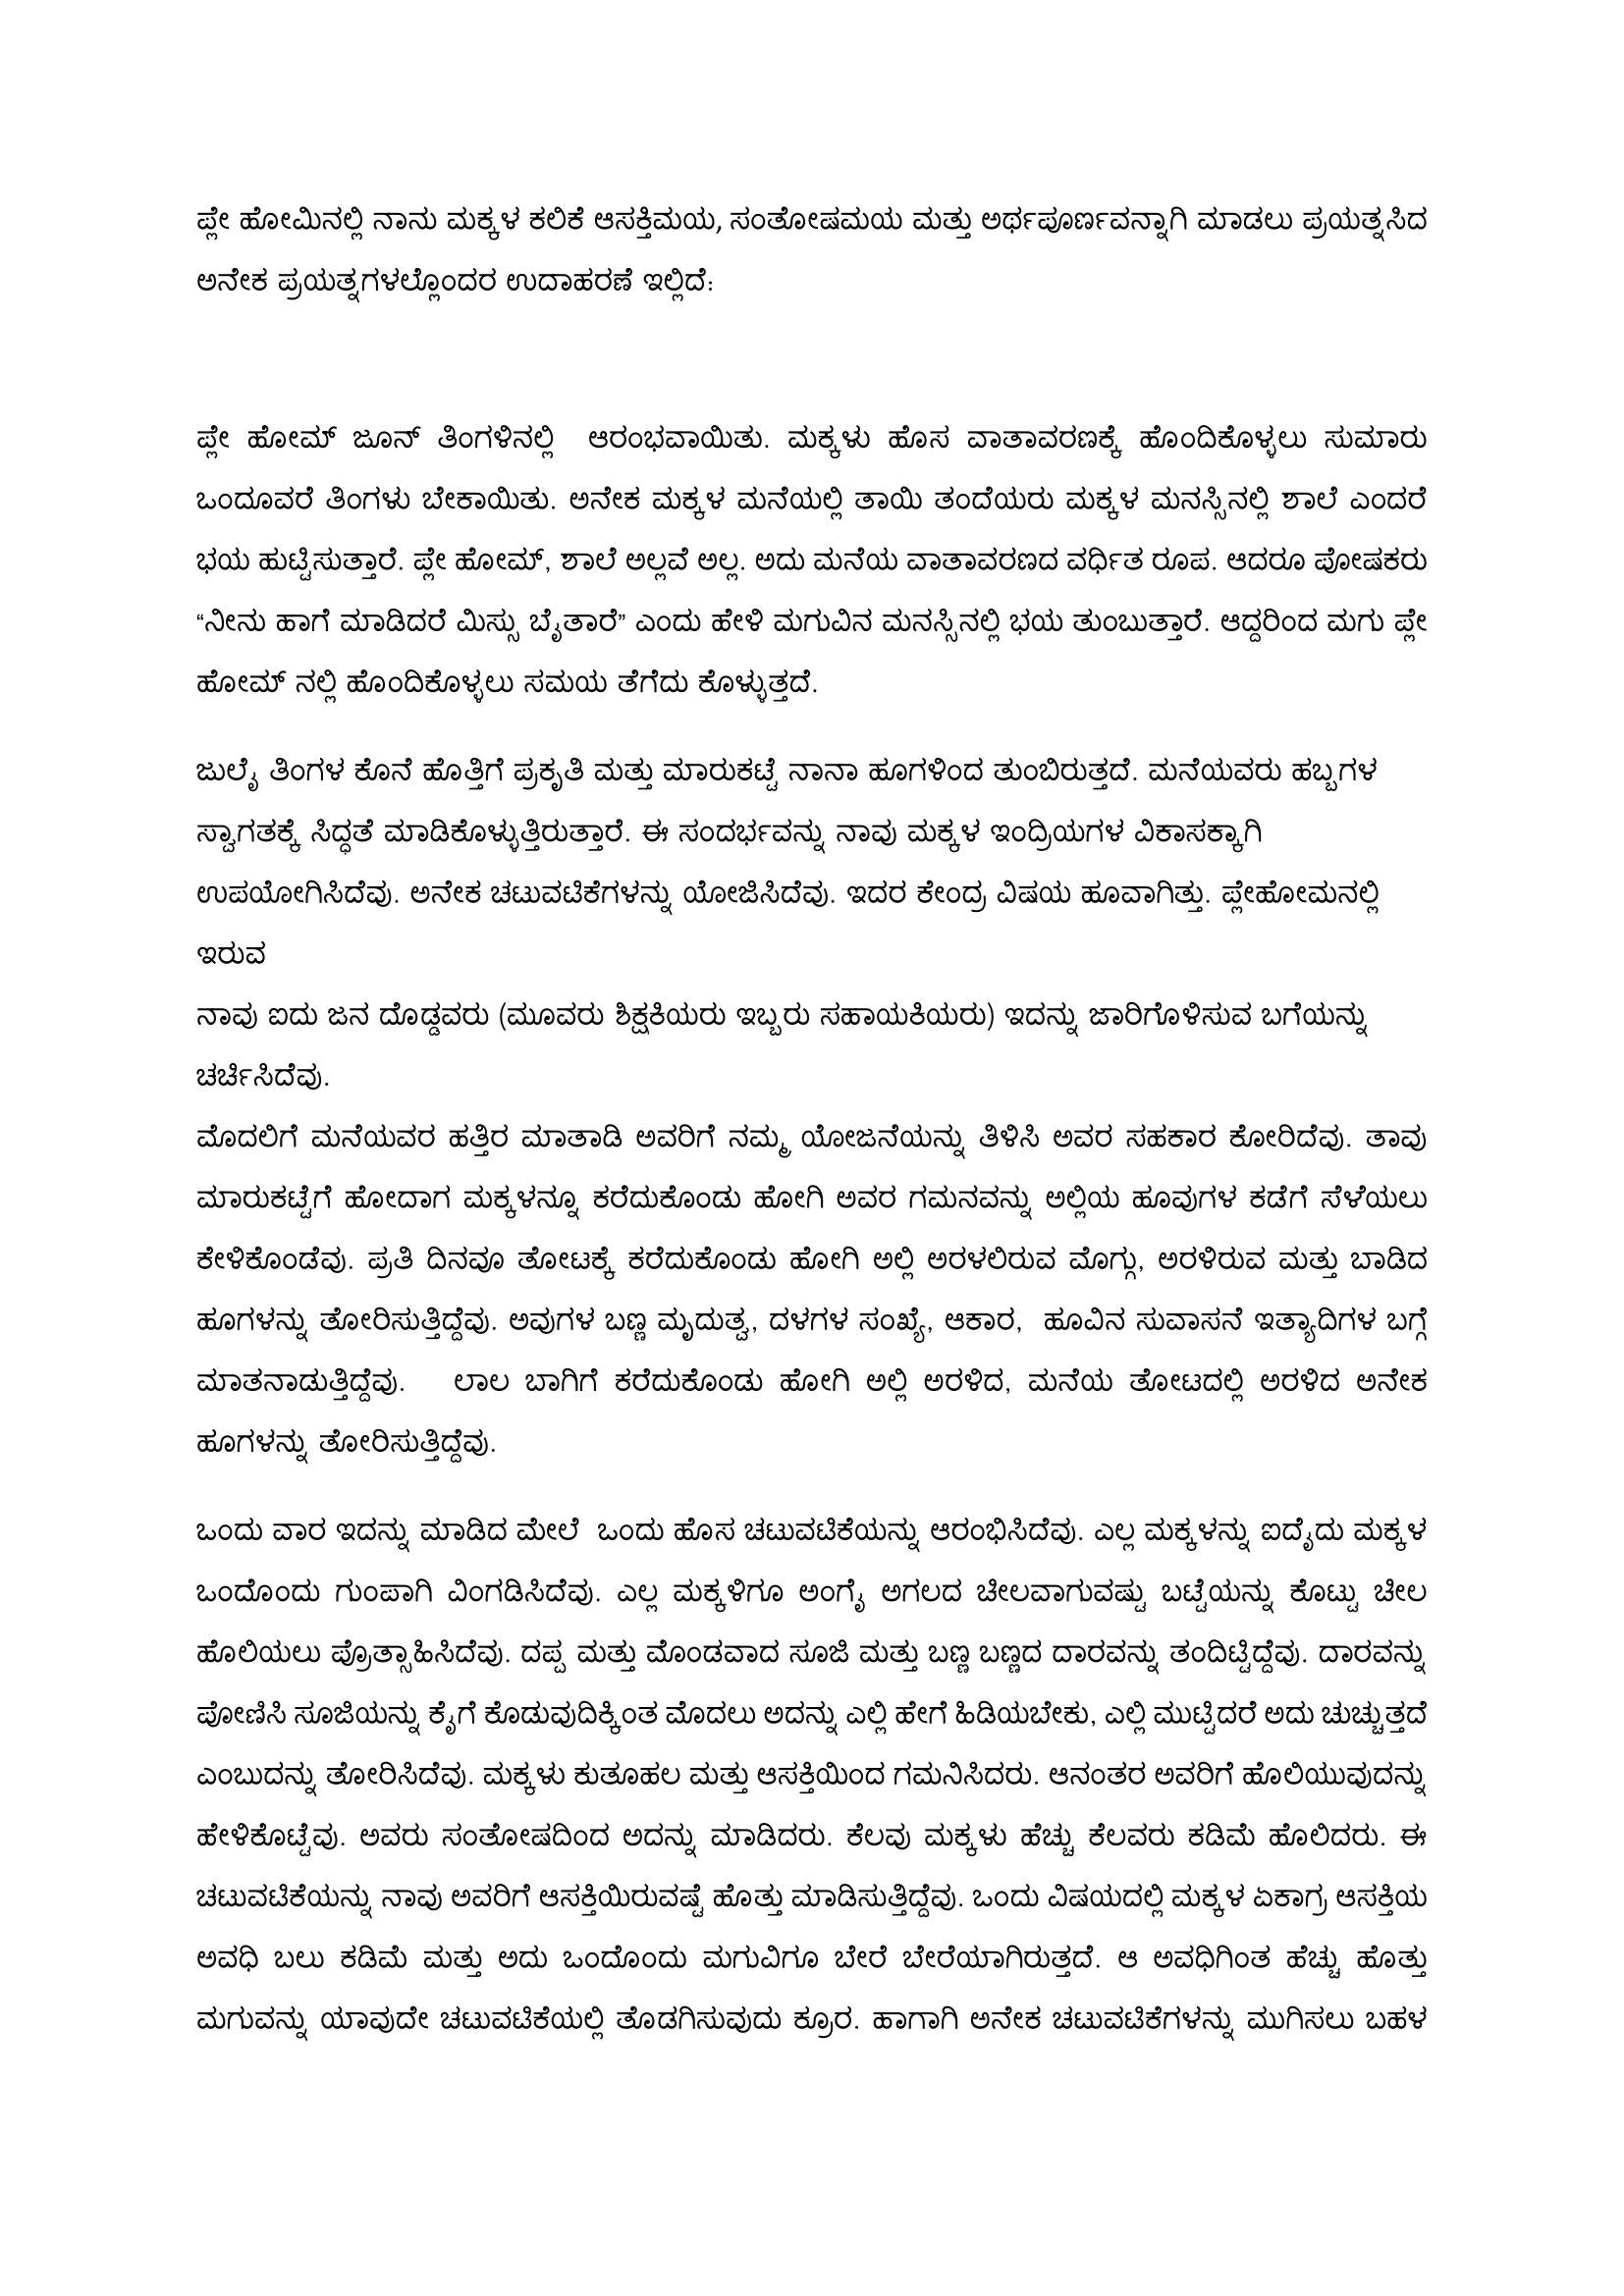 ಪ್ಲೇ ಹೋಮಿನಲ್ಲಿ ನಾನು ಮಕ್ಕಳ ಕಲಿಕೆ ಆಸಕ್ತಿಮಯ, ಸಂತೋಷಮಯ ಮತ್ತು ಅರ್ಥಪೂರ್ಣವನ್ನಾಗಿ ಮಾಡಲು ಪ್ರಯತ್ನಸಿದ
ಅನೇಕ ಪ್ರಯತ್ನಗಳಲ್ಲೊಂದರ ಉದಾಹರಣೆ ಇಲ್ಲಿದೆ:
ಪ್ಲೇ ಹೋಮ್ ಜೂನ್ ತಿಂಗಳಿನಲ್ಲಿ ಆರಂಭವಾಯಿತು. ಮಕ್ಕಳು ಹೊಸ ವಾತಾವರಣಕ್ಕೆ ಹೊಂದಿಕೊಳ್ಳಲು ಸುಮಾರು
ಒಂದೂವರೆ ತಿಂಗಳು ಬೇಕಾಯಿತು. ಅನೇಕ ಮಕ್ಕಳ ಮನೆಯಲ್ಲಿ ತಾಯಿ ತಂದೆಯರು ಮಕ್ಕಳ ಮನಸ್ಸಿನಲ್ಲಿ ಶಾಲೆ ಎಂದರೆ
ಭಯ ಹುಟ್ಟಿಸುತ್ತಾರೆ. ಪ್ಲೇ ಹೋಮ್, ಶಾಲೆ ಅಲ್ಲವೆ ಅಲ್ಲ. ಅದು ಮನೆಯ ವಾತಾವರಣದ ವರ್ಧಿತ ರೂಪ. ಆದರೂ ಪೋಷಕರು
“ನೀನು ಹಾಗೆ ಮಾಡಿದರೆ ಮಿಸ್ಸು ಬೈತಾರೆ” ಎಂದು ಹೇಳಿ ಮಗುವಿನ ಮನಸ್ಸಿನಲ್ಲಿ ಭಯ ತುಂಬುತ್ತಾರೆ. ಆದ್ದರಿಂದ ಮಗು ಪ್ಲೇ
ಹೋಮ್ ನಲ್ಲಿ ಹೊಂದಿಕೊಳ್ಳಲು ಸಮಯ ತೆಗೆದು ಕೊಳ್ಳುತ್ತದೆ.
ಜುಲೈ ತಿಂಗಳ ಕೊನೆ ಹೊತ್ತಿಗೆ ಪ್ರಕೃತಿ ಮತ್ತು ಮಾರುಕಟ್ಟೆ ನಾನಾ ಹೂಗಳಿಂದ ತುಂಬಿರುತ್ತದೆ. ಮನೆಯವರು ಹಬ್ಬಗಳ
ಸ್ವಾಗತಕ್ಕೆ ಸಿದ್ಧತೆ ಮಾಡಿಕೊಳ್ಳುತ್ತಿರುತ್ತಾರೆ. ಈ ಸಂದರ್ಭವನ್ನು ನಾವು ಮಕ್ಕಳ ಇಂದ್ರಿಯಗಳ ವಿಕಾಸಕ್ಕಾಗಿ
ಉಪಯೋಗಿಸಿದೆವು. ಅನೇಕ ಚಟುವಟಿಕೆಗಳನ್ನು ಯೋಜಿಸಿದೆವು. ಇದರ ಕೇಂದ್ರ ವಿಷಯ ಹೂವಾಗಿತ್ತು. ಪ್ಲೇಹೋಮನಲ್ಲಿ
ಇರುವ
ನಾವು ಐದು ಜನ ದೊಡ್ಡವರು (ಮೂವರು ಶಿಕ್ಷಕಿಯರು ಇಬ್ಬರು ಸಹಾಯಕಿಯರು) ಇದನ್ನು ಜಾರಿಗೊಳಿಸುವ ಬಗೆಯನ್ನು
ಚರ್ಚಿಸಿದೆವು.
ಮೊದಲಿಗೆ ಮನೆಯವರ ಹತ್ತಿರ ಮಾತಾಡಿ ಅವರಿಗೆ ನಮ್ಮ ಯೋಜನೆಯನ್ನು ತಿಳಿಸಿ ಅವರ ಸಹಕಾರ ಕೋರಿದೆವು. ತಾವು
ಮಾರುಕಟ್ಟೆಗೆ ಹೋದಾಗ ಮಕ್ಕಳನ್ನೂ ಕರೆದುಕೊಂಡು ಹೋಗಿ ಅವರ ಗಮನವನ್ನು ಅಲ್ಲಿಯ ಹೂವುಗಳ ಕಡೆಗೆ ಸೆಳೆಯಲು
ಕೇಳಿಕೊಂಡೆವು. ಪ್ರತಿ ದಿನವೂ ತೋಟಕ್ಕೆ ಕರೆದುಕೊಂಡು ಹೋಗಿ ಅಲ್ಲಿ ಅರಳಲಿರುವ ಮೊಗ್ಗು, ಅರಳಿರುವ ಮತ್ತು ಬಾಡಿದ
ಹೂಗಳನ್ನು ತೋರಿಸುತ್ತಿದ್ದೆವು. ಅವುಗಳ ಬಣ್ಣ ಮೃದುತ್ವ, ದಳಗಳ ಸಂಖ್ಯೆ, ಆಕಾರ, ಹೂವಿನ ಸುವಾಸನೆ ಇತ್ಯಾದಿಗಳ ಬಗ್ಗೆ
ಮಾತನಾಡುತ್ತಿದ್ದೆವು. ಲಾಲ ಬಾಗಿಗೆ ಕರೆದುಕೊಂಡು ಹೋಗಿ ಅಲ್ಲಿ ಅರಳಿದ, ಮನೆಯ ತೋಟದಲ್ಲಿ ಅರಳಿದ ಅನೇಕ
ಹೂಗಳನ್ನು ತೋರಿಸುತ್ತಿದ್ದೆವು.
ಒಂದು ವಾರ ಇದನ್ನು ಮಾಡಿದ ಮೇಲೆ ಒಂದು ಹೊಸ ಚಟುವಟಿಕೆಯನ್ನು ಆರಂಭಿಸಿದೆವು. ಎಲ್ಲ ಮಕ್ಕಳನ್ನು ಐದೈದು ಮಕ್ಕಳ
ಒಂದೊಂದು ಗುಂಪಾಗಿ ವಿಂಗಡಿಸಿದೆವು. ಎಲ್ಲ ಮಕ್ಕಳಿಗೂ ಅಂಗೈ ಅಗಲದ ಚೀಲವಾಗುವಷ್ಟು ಬಟ್ಟೆಯನ್ನು ಕೊಟ್ಟು ಚೀಲ
ಹೊಲಿಯಲು ಪ್ರೊತ್ಸಾಹಿಸಿದೆವು. ದಪ್ಪ ಮತ್ತು ಮೊಂಡವಾದ ಸೂಜಿ ಮತ್ತು ಬಣ್ಣ ಬಣ್ಣದ ದಾರವನ್ನು ತಂದಿಟ್ಟಿದ್ದೆವು. ದಾರವನ್ನು
ಪೋಣಿಸಿ ಸೂಜಿಯನ್ನು ಕೈಗೆ ಕೊಡುವುದಿಕ್ಕಿಂತ ಮೊದಲು ಅದನ್ನು ಎಲ್ಲಿ ಹೇಗೆ ಹಿಡಿಯಬೇಕು, ಎಲ್ಲಿ ಮುಟ್ಟಿದರೆ ಅದು ಚುಚ್ಚುತ್ತದೆ
ಎಂಬುದನ್ನು ತೋರಿಸಿದೆವು. ಮಕ್ಕಳು ಕುತೂಹಲ ಮತ್ತು ಆಸಕ್ತಿಯಿಂದ ಗಮನಿಸಿದರು. ಆನಂತರ ಅವರಿಗೆ ಹೊಲಿಯುವುದನ್ನು
ಹೇಳಿಕೊಟ್ಟೆವು. ಅವರು ಸಂತೋಷದಿಂದ ಅದನ್ನು ಮಾಡಿದರು. ಕೆಲವು ಮಕ್ಕಳು ಹೆಚ್ಚು ಕೆಲವರು ಕಡಿಮೆ ಹೊಲಿದರು. ಈ
ಚಟುವಟಿಕೆಯನ್ನು ನಾವು ಅವರಿಗೆ ಆಸಕ್ತಿಯಿರುವಷ್ಟೆ ಹೊತ್ತು ಮಾಡಿಸುತ್ತಿದ್ದೆವು. ಒಂದು ವಿಷಯದಲ್ಲಿ ಮಕ್ಕಳ ಏಕಾಗ್ರ ಆಸಕ್ತಿಯ
ಅವಧಿ ಬಲು ಕಡಿಮೆ ಮತ್ತು ಅದು ಒಂದೊಂದು ಮಗುವಿಗೂ ಬೇರೆ ಬೇರೆಯಾಗಿರುತ್ತದೆ. ಆ ಅವಧಿಗಿಂತ ಹೆಚ್ಚು ಹೊತ್ತು
ಮಗುವನ್ನು ಯಾವುದೇ ಚಟುವಟಿಕೆಯಲ್ಲಿ ತೊಡಗಿಸುವುದು ಕ್ರೂರ. ಹಾಗಾಗಿ ಅನೇಕ ಚಟುವಟಿಕೆಗಳನ್ನು ಮುಗಿಸಲು ಬಹಳ